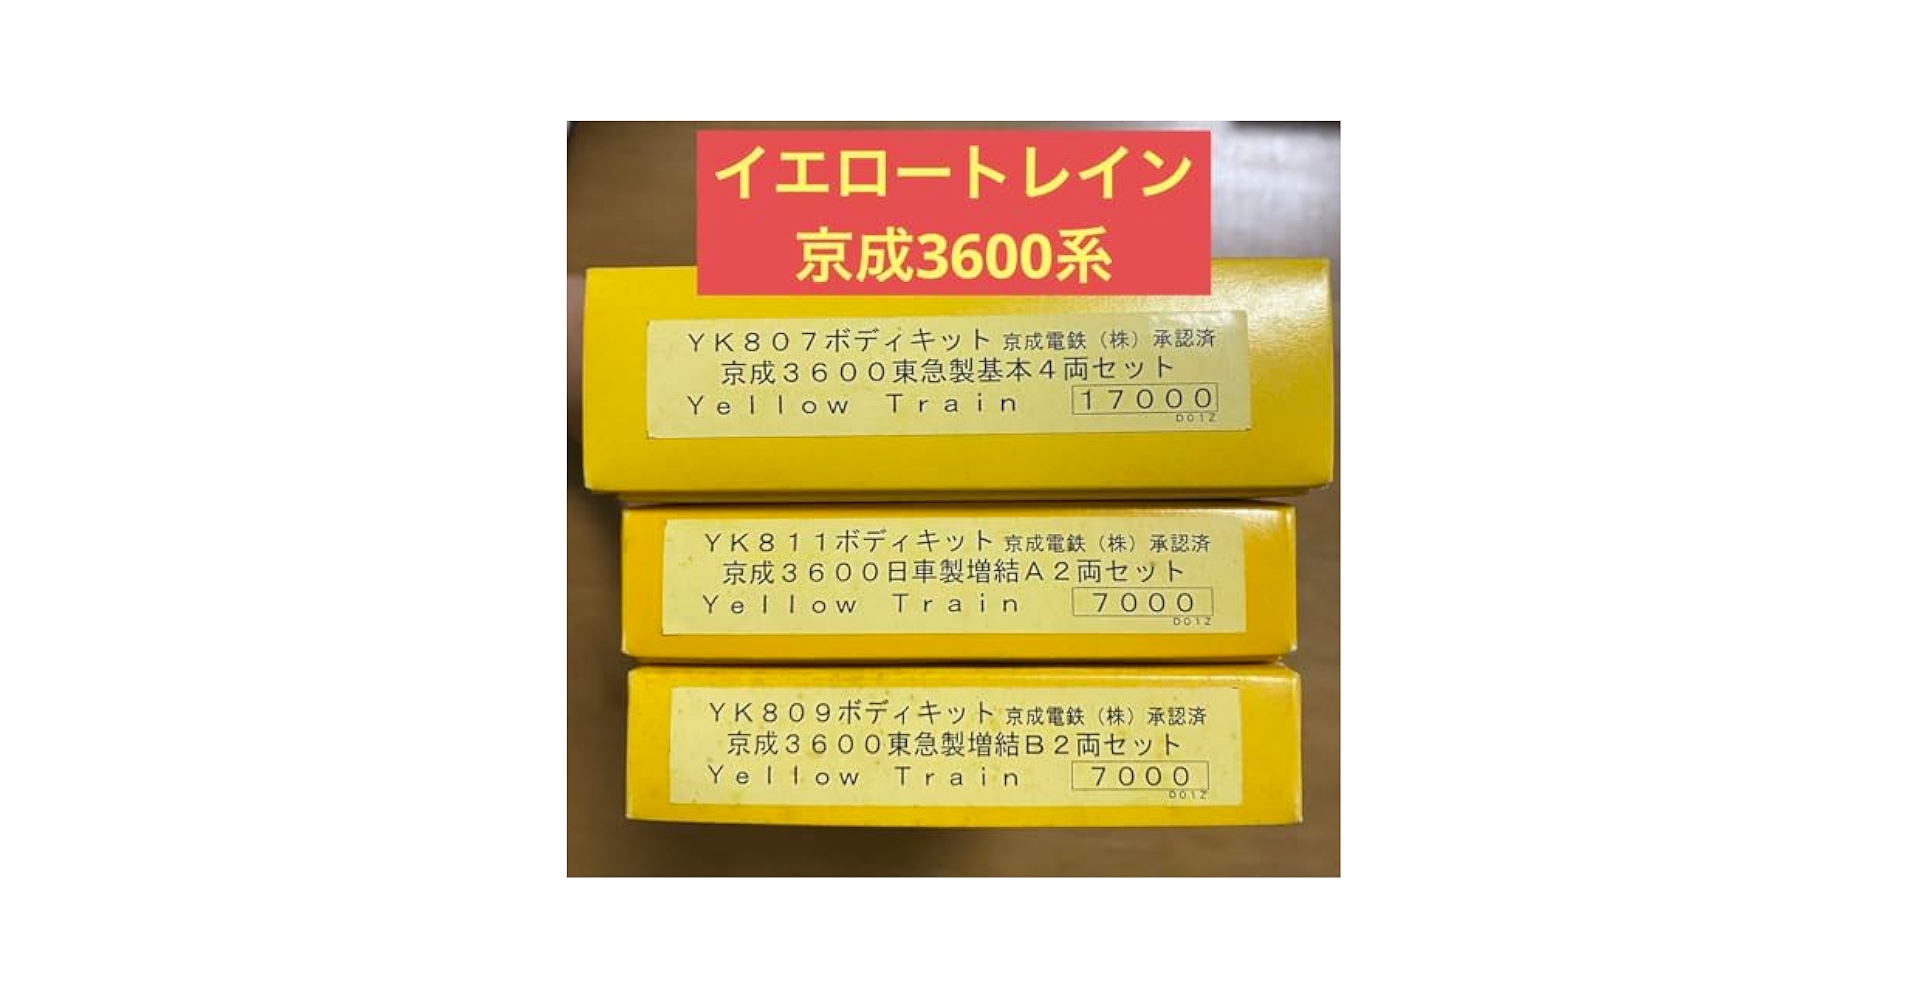 イエロートレイン
京成3600系
ＹＫ８０７ボディキット 京成電鉄（株）承認済
京成３６００東急製基本４両セット
Ｙｅｌｌｏｗ　Ｔｒａｉｎ　１７０００
D01Z
ＹＫ８１１ボディキット 京成電鉄（株）承認済
京成３６００日車製増結Ａ２両セット
Ｙｅｌｌｏｗ　Ｔｒａｉｎ　７０００
D01Z
ＹＫ８０９ボディキット 京成電鉄（株）承認済
京成３６００東急製増結Ｂ２両セット
Ｙｅｌｌｏｗ　Ｔｒａｉｎ　７０００
D01Z